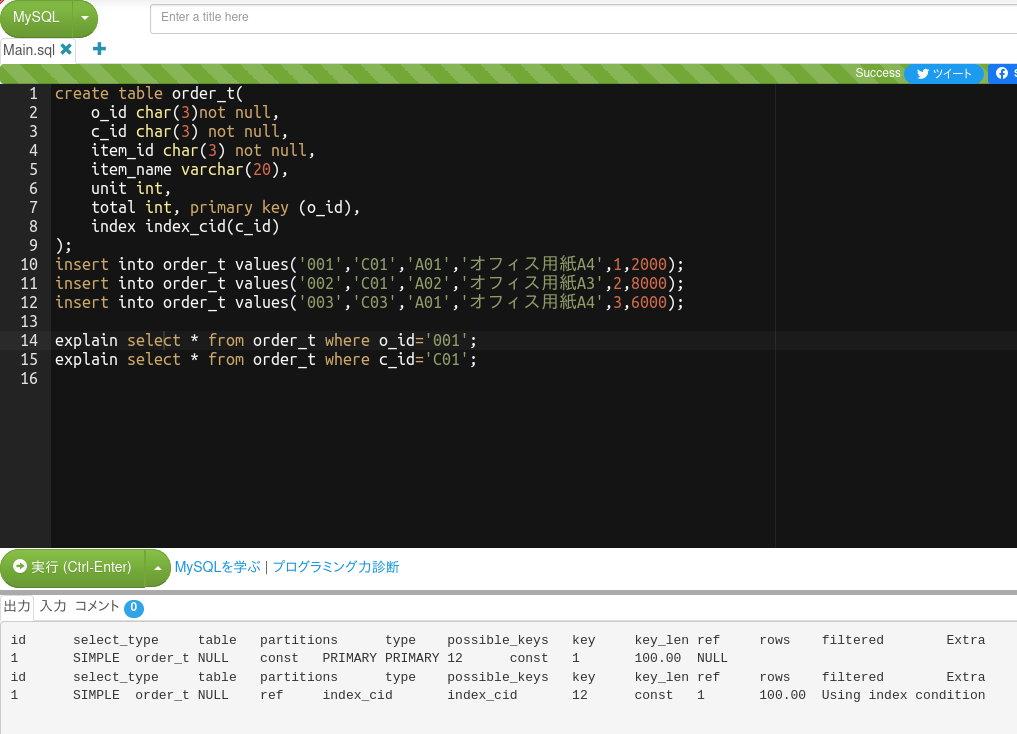 MySQL
Enter a title here
Main.sql
Success ツイート
1 create table order_t(
2 o_id char(3)not null,
3 c_id char(3) not null,
4 item_id char(3) not null,
5 item_name varchar(20),
6 unit int,
7 total int, primary key (o_id),
8 index index_cid(c_id)
9 );
10 insert into order_t values('001','C01','A01','オフィス用紙A4',1,2000);
11 insert into order_t values('002','C01','A02','オフィス用紙A3',2,8000);
12 insert into order_t values('003','C03','A01','オフィス用紙A4',3,6000);
13
14 explain select * from order_t where o_id='001';
15 explain select * from order_t where c_id='C01';
16
実行 (Ctrl-Enter) MySQLを学ぶ | プログラミング力診断
出力 入力 コメント 0
id select_type table partitions type possible_keys key key_len ref rows filtered Extra
1 SIMPLE order_t NULL const PRIMARY PRIMARY 12 const 1 100.00 NULL
id select_type table partitions type possible_keys key key_len ref rows filtered Extra
1 SIMPLE order_t NULL ref index_cid index_cid 12 const 1 100.00 Using index condition